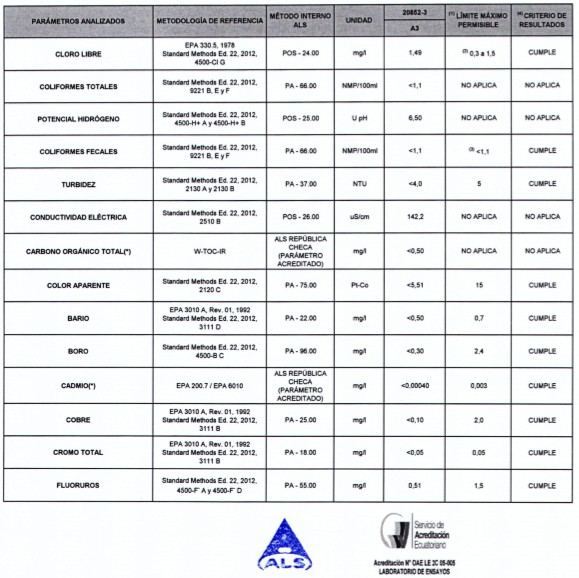 PARÁMETROS ANALIZADOS
METODOLOGÍA DE REFERENCIA
MÉTODO INTERNO
ALS
UNIDAD
20852-3
A3
(1) LÍMITE MÁXIMO
PERMISIBLE
(4) CRITERIO DE
RESULTADOS
CLORO LIBRE
EPA 330.5, 1978
Standard Methods Ed. 22, 2012,
4500-Cl G
POS - 24.00
mg/l
1,49
(2) 0,3 a 1,5
CUMPLE
COLIFORMES TOTALES
Standard Methods Ed. 22, 2012,
9221 B, E y F
PA - 66.00
NMP/100ml
<1,1
NO APLICA
NO APLICA
POTENCIAL HIDRÓGENO
Standard Methods Ed. 22, 2012,
4500-H+ A y 4500-H+ B
POS - 25.00
U pH
6,50
NO APLICA
NO APLICA
COLIFORMES FECALES
Standard Methods Ed. 22, 2012,
9221 B, E y F
PA - 66.00
NMP/100ml
<1,1
(3) <1,1
CUMPLE
TURBIDEZ
Standard Methods Ed. 22, 2012,
2130 A y 2130 B
PA - 37.00
NTU
<4,0
5
CUMPLE
CONDUCTIVIDAD ELÉCTRICA
Standard Methods Ed. 22, 2012,
2510 B
POS - 26.00
uS/cm
142,2
NO APLICA
NO APLICA
CARBONO ORGÁNICO TOTAL(*)
W-TOC-IR
ALS REPÚBLICA
CHECA
(PARÁMETRO
ACREDITADO)
mg/l
<0,50
NO APLICA
NO APLICA
COLOR APARENTE
Standard Methods Ed. 22, 2012,
2120 C
PA - 75.00
Pt-Co
<5,51
15
CUMPLE
BARIO
EPA 3010 A, Rev. 01, 1992
Standard Methods Ed. 22, 2012,
3111 D
PA - 22.00
mg/l
<0,50
0,7
CUMPLE
BORO
Standard Methods Ed. 22, 2012,
4500-B C
PA - 96.00
mg/l
<0,30
2,4
CUMPLE
CADMIO(*)
EPA 200.7 / EPA 6010
ALS REPÚBLICA
CHECA
(PARÁMETRO
ACREDITADO)
mg/l
<0,00040
0,003
CUMPLE
COBRE
EPA 3010 A, Rev. 01, 1992
Standard Methods Ed. 22, 2012,
3111 B
PA - 25.00
mg/l
<0,10
2,0
CUMPLE
CROMO TOTAL
EPA 3010 A, Rev. 01, 1992
Standard Methods Ed. 22, 2012,
3111 B
PA - 18.00
mg/l
<0,05
0,05
CUMPLE
FLUORUROS
Standard Methods Ed. 22, 2012,
4500-F- A y 4500-F- D
PA - 55.00
mg/l
0,51
1,5
CUMPLE
ALS
Servicio de
Acreditación
Ecuatoriano
Acreditación N° OAE LE 2C 05-005
LABORATORIO DE ENSAYOS